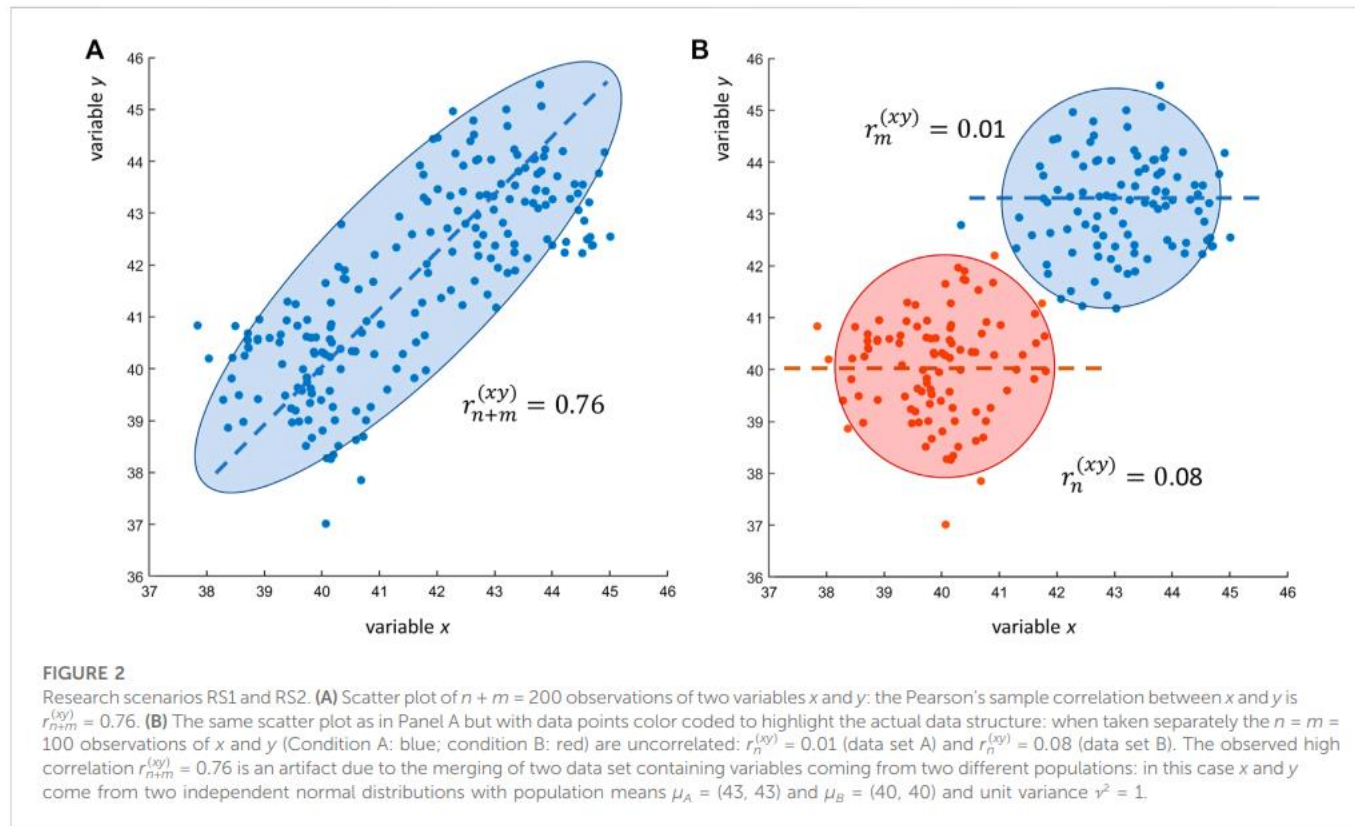 A
B
variable y
46
45
44
43
42
41
40
39
38
37
36
37 38 39 40 41 42 43 44 45 46
variable x
r_{n+m}^{(xy)} = 0.76
variable y
46
45
44
43
42
41
40
39
38
37
36
37 38 39 40 41 42 43 44 45 46
variable x
r_m^{(xy)} = 0.01
r_n^{(xy)} = 0.08
FIGURE 2
Research scenarios RS1 and RS2. (A) Scatter plot of n + m = 200 observations of two variables x and y: the Pearson's sample correlation between x and y is
r_{n+m}^{(xy)} = 0.76. (B) The same scatter plot as in Panel A but with data points color coded to highlight the actual data structure: when taken separately the n = m =
100 observations of x and y (Condition A: blue; condition B: red) are uncorrelated: r_n^{(xy)} = 0.01 (data set A) and r_n^{(xy)} = 0.08 (data set B). The observed high
correlation r_{n+m}^{(xy)} = 0.76 is an artifact due to the merging of two data set containing variables coming from two different populations: in this case x and y
come from two independent normal distributions with population means μ_A = (43, 43) and μ_B = (40, 40) and unit variance ν² = 1.